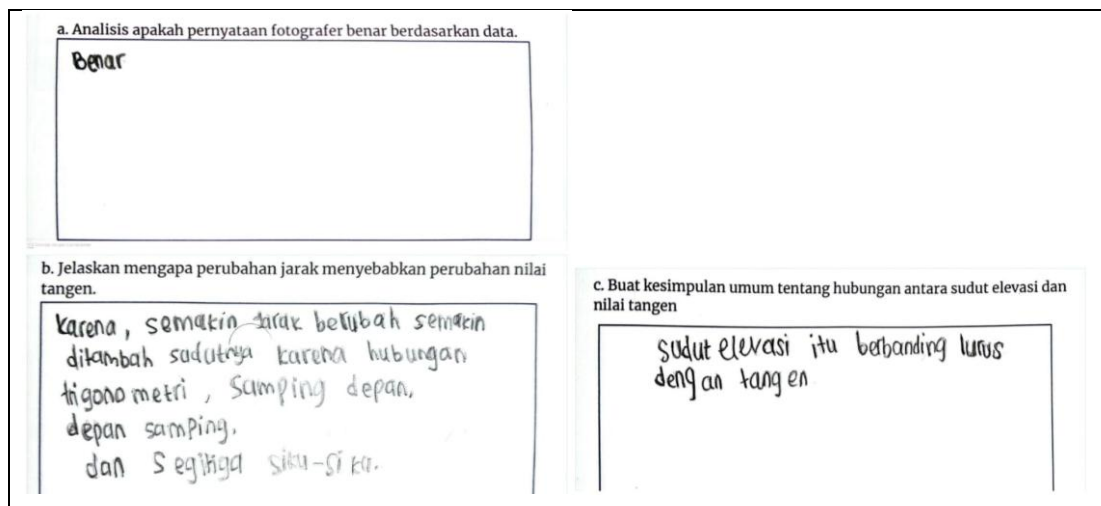 a. Analisis apakah pernyataan fotografer benar berdasarkan data.
Benar
b. Jelaskan mengapa perubahan jarak menyebabkan perubahan nilai
tangen.
karena, semakin jarak berubah semakin
ditambah sudutnya karena hubungan
trigonometri, samping depan,
depan samping.
dan segitiga siku-siku.
c. Buat kesimpulan umum tentang hubungan antara sudut elevasi dan
nilai tangen
sudut elevasi itu berbanding lurus
dengan tangen